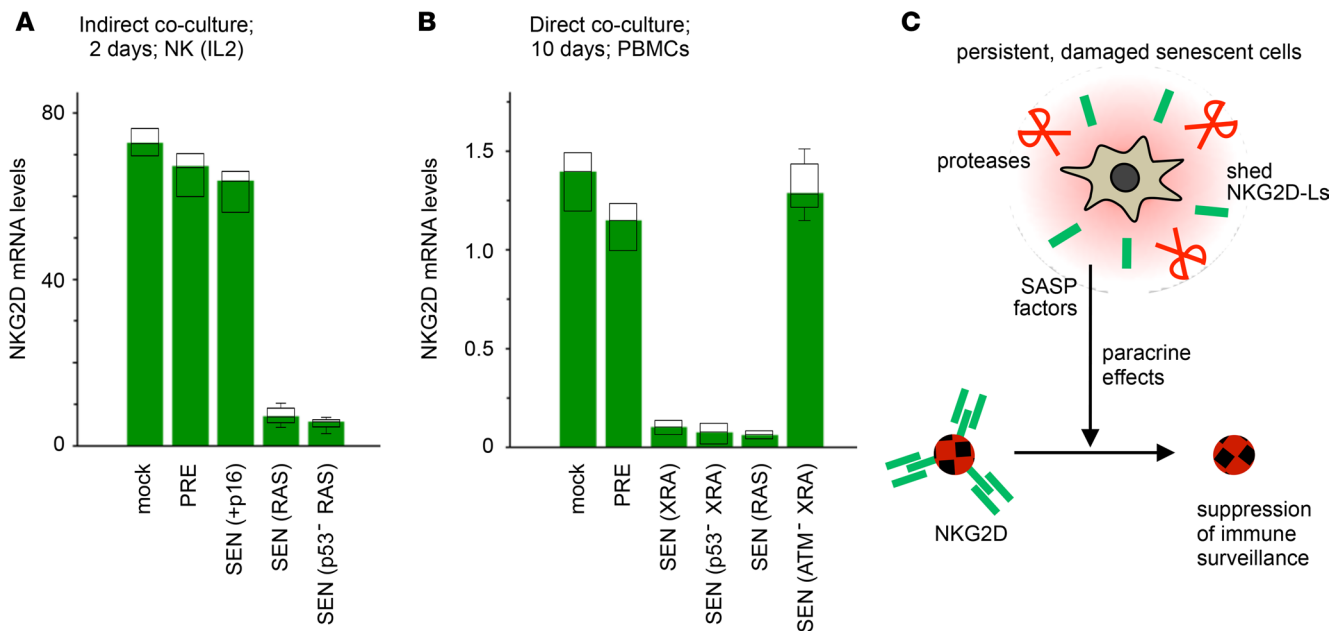 A
Indirect co-culture;
2 days; NK (IL2)
NKG2D mRNA levels
80
40
0
mock
PRE
SEN (+p16)
SEN (RAS)
SEN (p53⁻ RAS)
B
Direct co-culture;
10 days; PBMCs
NKG2D mRNA levels
1.5
1.0
0.5
0
mock
PRE
SEN (XRA)
SEN (p53⁻ XRA)
SEN (RAS)
SEN (ATM⁻ XRA)
C
persistent, damaged senescent cells
proteases
shed
NKG2D-Ls
SASP
factors
paracrine
effects
NKG2D
suppression
of immune
surveillance